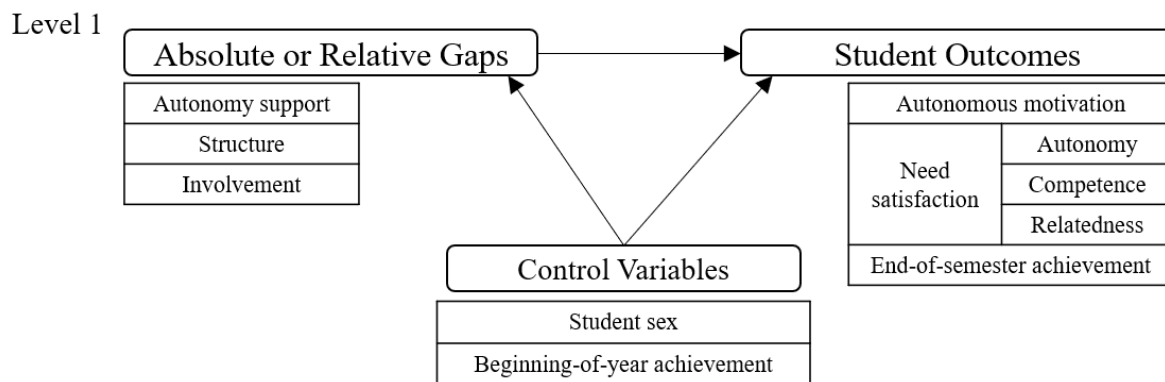 Level 1
Absolute or Relative Gaps
Autonomy support
Structure
Involvement
Student Outcomes
Autonomous motivation
Need
satisfaction
Autonomy
Competence
Relatedness
End-of-semester achievement
Control Variables
Student sex
Beginning-of-year achievement